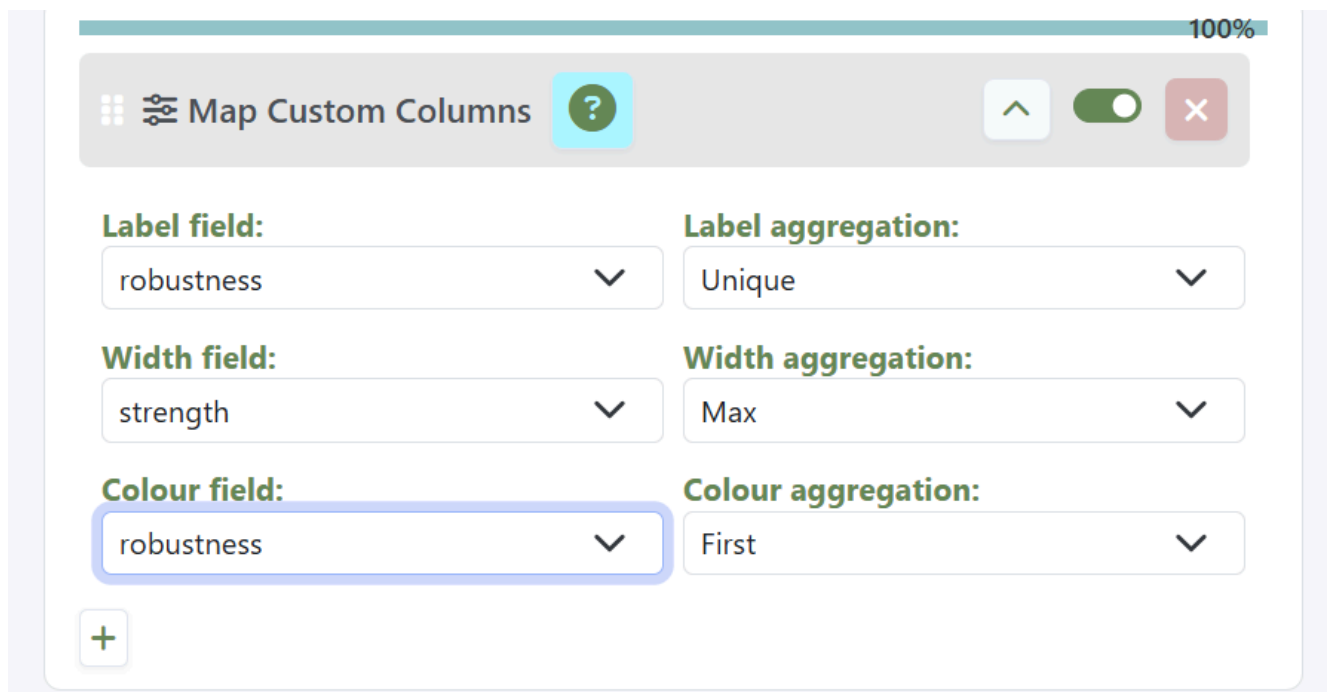 100%
Map Custom Columns ?
Label field: Label aggregation:
robustness Unique
Width field: Width aggregation:
strength Max
Colour field: Colour aggregation:
robustness First